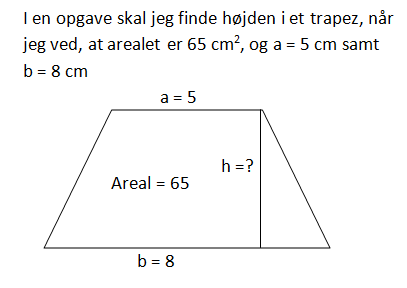 I en opgave skal jeg finde højden i et trapez, når
jeg ved, at arealet er 65 cm², og a = 5 cm samt
b = 8 cm
a = 5
h =?
Areal = 65
b = 8